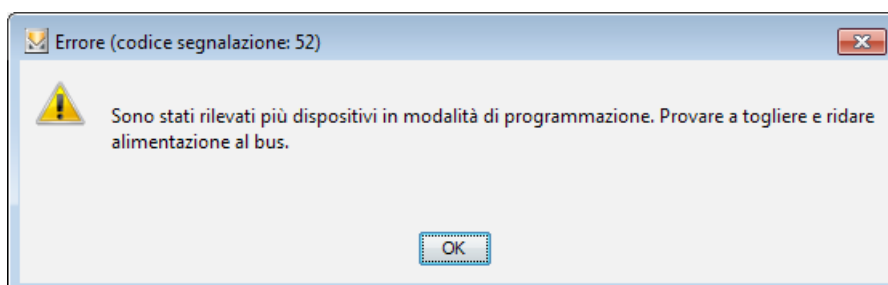 Errore (codice segnalazione: 52)
Sono stati rilevati più dispositivi in modalità di programmazione. Provare a togliere e ridare
alimentazione al bus.
OK